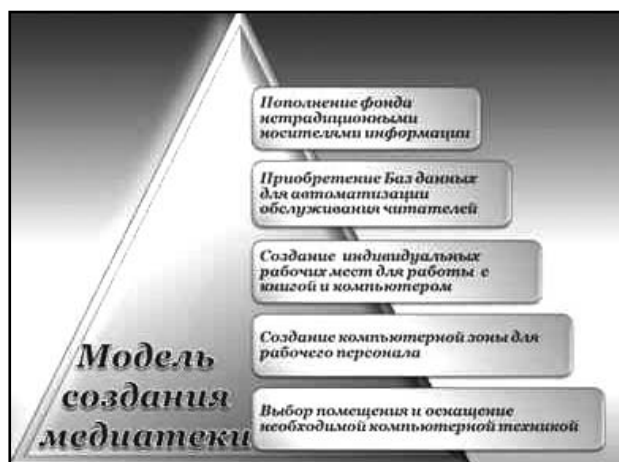 Пополнение фонда
нетрадиционными
носителями информации
Приобретение Баз данных
для автоматизации
обслуживания читателей
Создание индивидуальных
рабочих мест для работы с
книгой и компьютером
Создание компьютерной зоны для
рабочего персонала
Выбор помещения и оснащение
необходимой компьютерной техникой
Модель
создания
медиатеки